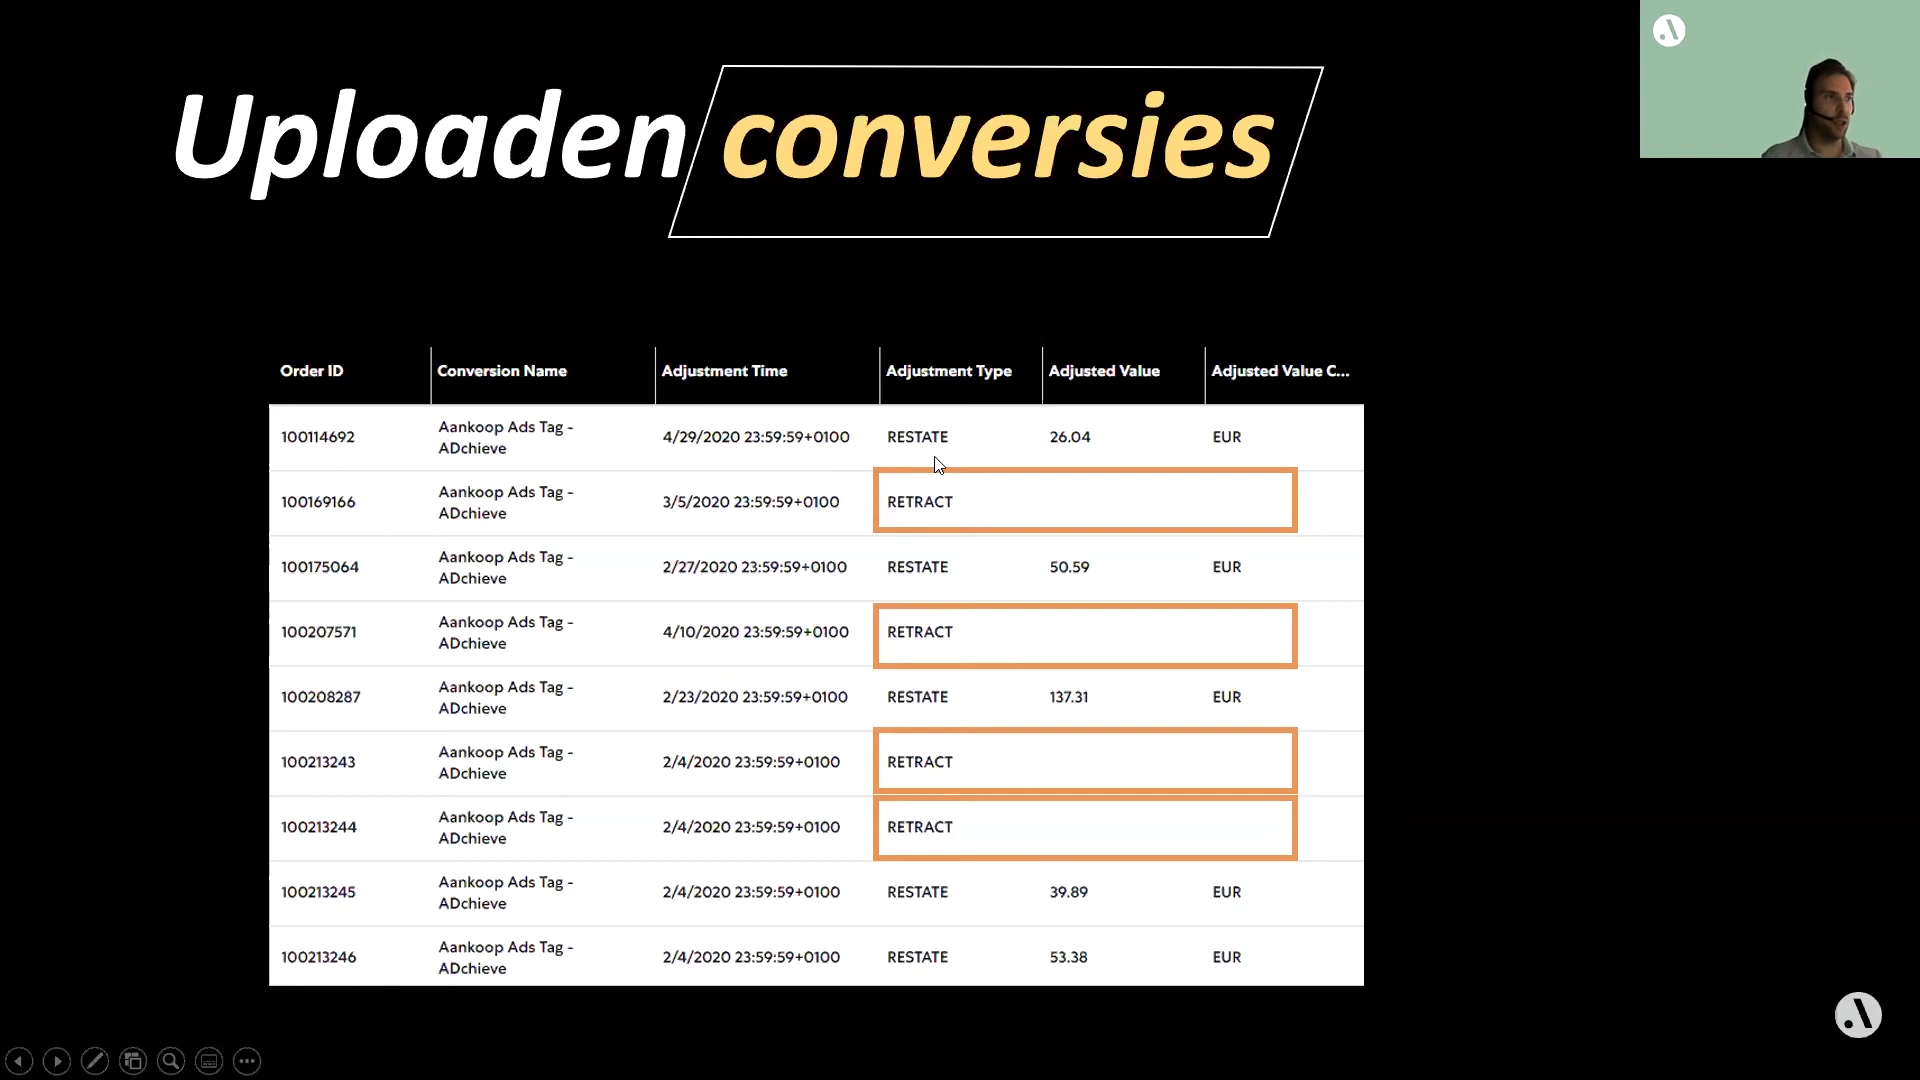 Uploaden conversies
Order ID Conversion Name Adjustment Time Adjustment Type Adjusted Value Adjusted Value C...
100114692 Aankoop Ads Tag - ADchieve 4/29/2020 23:59:59+0100 RESTATE 26.04 EUR
100169166 Aankoop Ads Tag - ADchieve 3/5/2020 23:59:59+0100 RETRACT
100175064 Aankoop Ads Tag - ADchieve 2/27/2020 23:59:59+0100 RESTATE 50.59 EUR
100207571 Aankoop Ads Tag - ADchieve 4/10/2020 23:59:59+0100 RETRACT
100208287 Aankoop Ads Tag - ADchieve 2/23/2020 23:59:59+0100 RESTATE 137.31 EUR
100213243 Aankoop Ads Tag - ADchieve 2/4/2020 23:59:59+0100 RETRACT
100213244 Aankoop Ads Tag - ADchieve 2/4/2020 23:59:59+0100 RETRACT
100213245 Aankoop Ads Tag - ADchieve 2/4/2020 23:59:59+0100 RESTATE 39.89 EUR
100213246 Aankoop Ads Tag - ADchieve 2/4/2020 23:59:59+0100 RESTATE 53.38 EUR